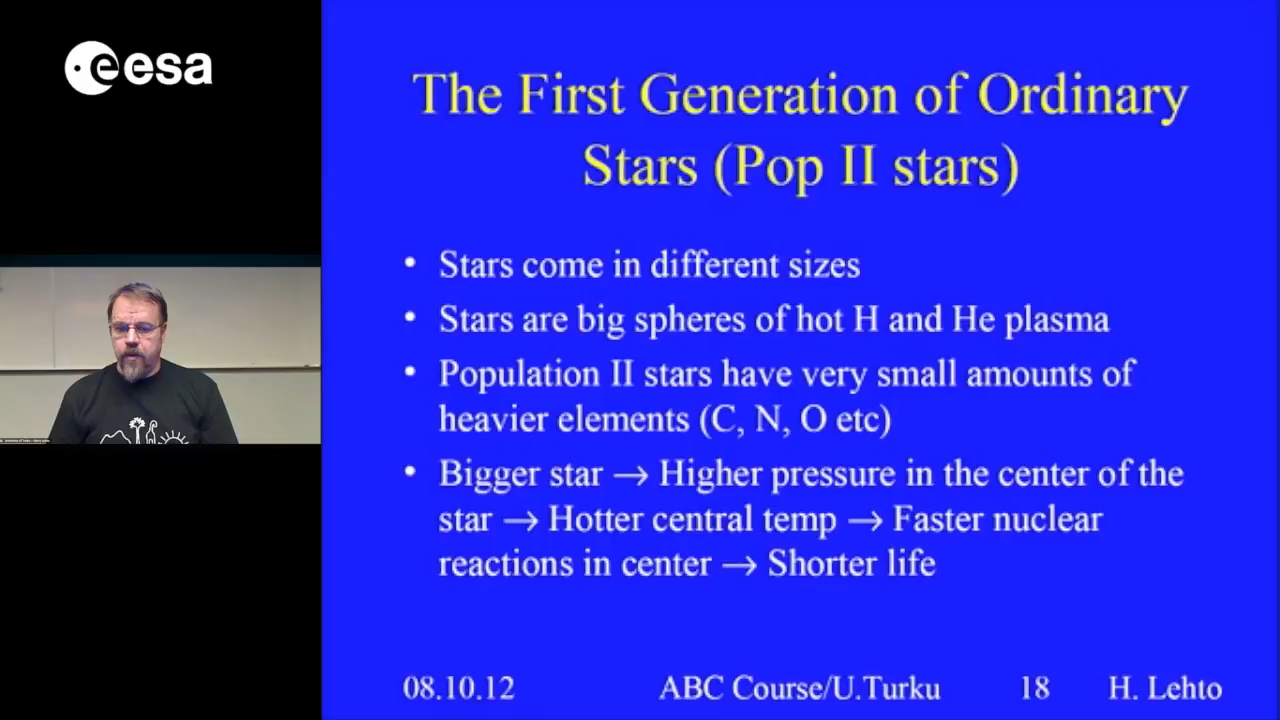 esa
The First Generation of Ordinary
Stars (Pop II stars)
• Stars come in different sizes
• Stars are big spheres of hot H and He plasma
• Population II stars have very small amounts of
heavier elements (C, N, O etc)
• Bigger star → Higher pressure in the center of the
star → Hotter central temp → Faster nuclear
reactions in center → Shorter life
08.10.12 ABC Course/U.Turku 18 H. Lehto